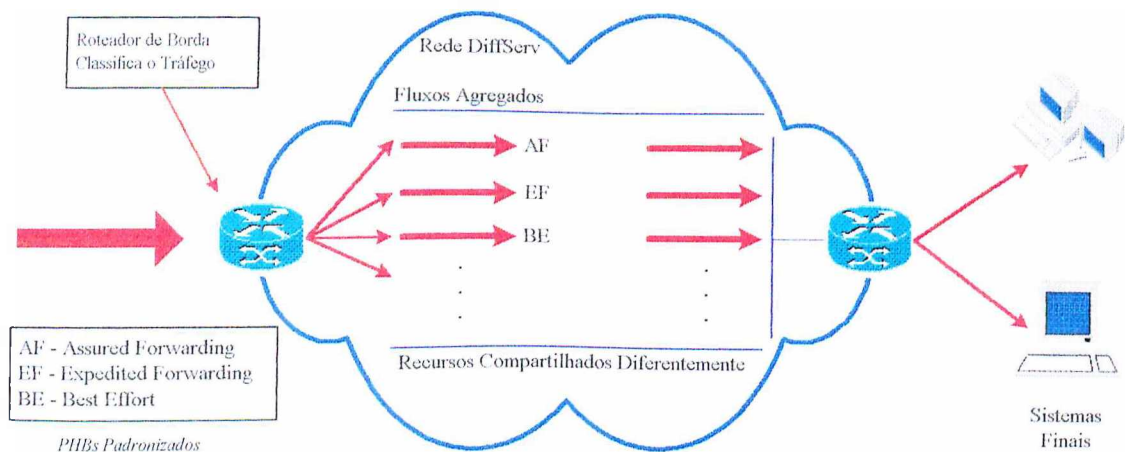 Roteador de Borda
Classifica o Tráfego
Rede DiffServ
Fluxos Agregados
AF
EF
BE
Recursos Compartilhados Diferentemente
AF - Assured Forwarding
EF - Expedited Forwarding
BE - Best Effort
PHBs Padronizados
Sistemas
Finais